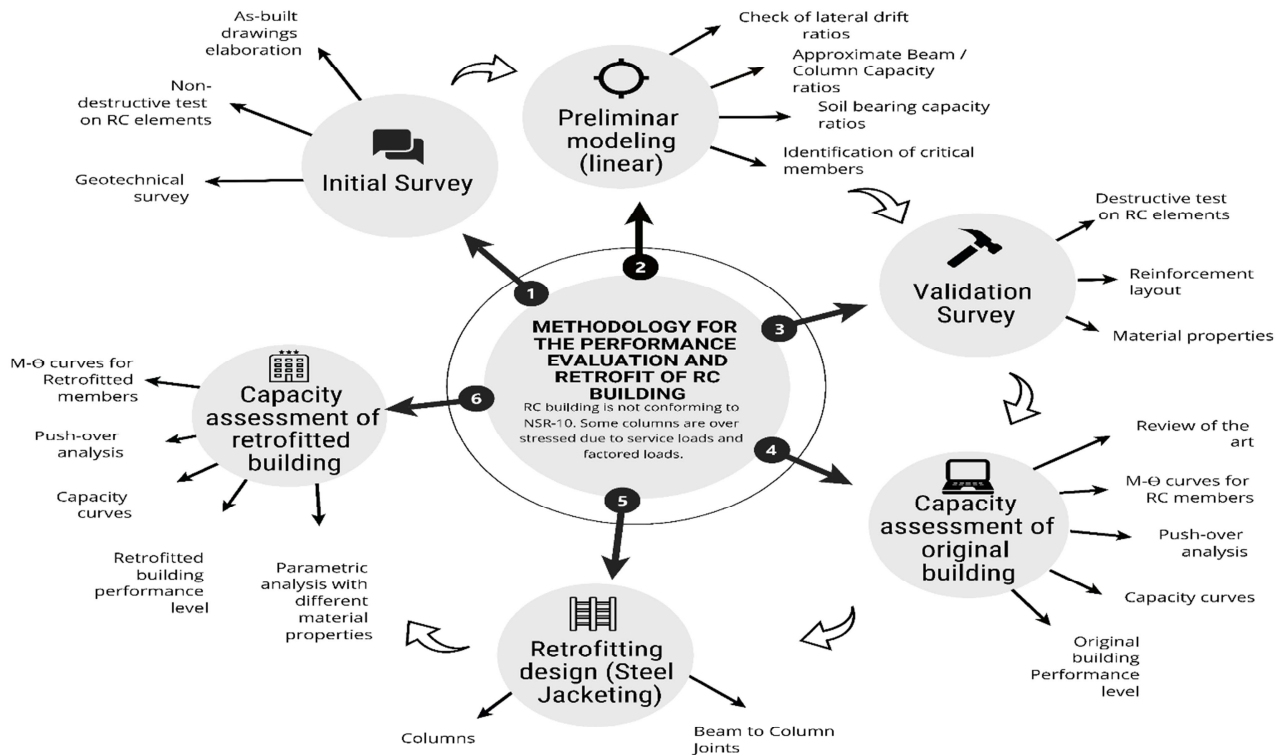 METHODOLOGY FOR
THE PERFORMANCE
EVALUATION AND
RETROFIT OF RC
BUILDING
RC building is not conforming to
NSR-10. Some columns are over
stressed due to service loads and
factored loads.
1
Initial Survey
As-built
drawings
elaboration
Non-
destructive test
on RC elements
Geotechnical
survey
2
Preliminar
modeling
(linear)
Check of lateral drift
ratios
Approximate Beam /
Column Capacity
ratios
Soil bearing capacity
ratios
Identification of critical
members
3
Validation
Survey
Destructive test
on RC elements
Reinforcement
layout
Material properties
4
Capacity
assessment of
original
building
Review of the
art
M-Θ curves for
RC members
Push-over
analysis
Capacity curves
Original
building
Performance
level
5
Retrofitting
design (Steel
Jacketing)
Columns
Beam to Column
Joints
6
Capacity
assessment of
retrofitted
building
M-Θ curves for
Retrofitted
members
Push-over
analysis
Capacity
curves
Retrofitted
building
performance
level
Parametric
analysis with
different
material
properties